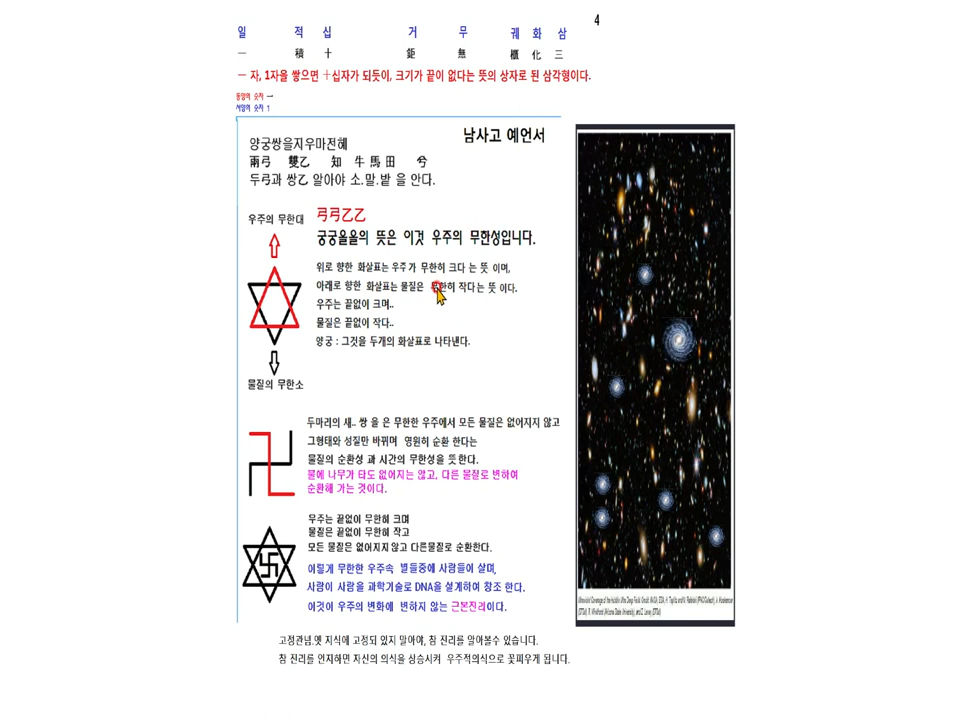 4
일 적 십 거 무 궤 화 삼
一 積 十 鉅 無 櫃 化 三
一 자, 1자을 쌓으면 十십자가 되듯이, 크기가 끝이 없다는 뜻의 상자로 된 삼각형이다.
동양의 숫자 一
서양의 숫자 1
남사고 예언서
양궁쌍을지우마전혜
兩弓 雙乙 知 牛 馬 田 兮
두弓과 쌍乙 알아야 소.말.밭 을 안다.
우주의 무한대
弓弓乙乙
궁궁을을의 뜻은 이것 우주의 무한성입니다.
위로 향한 화살표는 우주가 무한히 크다 는 뜻 이며,
아래로 향한 화살표는 물질은 무한히 작다는 뜻 이다.
우주는 끝없이 크며..
물질은 끝없이 작다..
양궁 : 그것을 두개의 화살표로 나타낸다.
물질의 무한소
두마리의 새.. 쌍 을 은 무한한 우주에서 모든 물질은 없어지지 않고
그형태와 성질만 바뀌며 영원히 순환 한다는
물질의 순환성 과 시간의 무한성을 뜻한다.
물에 나무가 타도 없어지는 않고, 다른 물질로 변하여
순환해 가는 것이다.
우주는 끝없이 무한히 크며
물질은 끝없이 무한히 작고
모든 물질은 없어지지 않고 다른물질로 순환한다.
이렇게 무한한 우주속 별들중에 사람들이 살며,
사람이 사람을 과학기술로 DNA을 설계하여 창조 한다.
이것이 우주의 변화에 변하지 않는 근본진리이다.
고정관념.옛 지식에 고정되 있지 말아야, 참 진리를 알아볼수 있습니다.
참 진리를 인지하면 자신의 의식을 상승시켜 우주적의식으로 꽃피우게 됩니다.